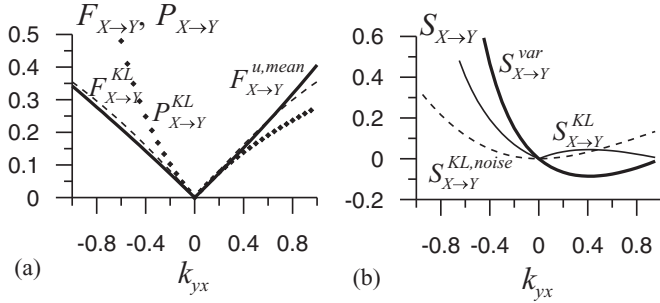 F_{X→Y}, P_{X→Y}
0.5
0.4
0.3
0.2
0.1
0
F^{KL}_{X→Y}
P^{KL}_{X→Y}
F^{u,mean}_{X→Y}
-0.8 -0.4 0 0.4 0.8
(a)
k_{yx}
S_{X→Y}
0.6
0.4
0.2
0
-0.2
S^{var}_{X→Y}
S^{KL}_{X→Y}
S^{KL,noise}_{X→Y}
-0.8 -0.4 0 0.4 0.8
(b)
k_{yx}